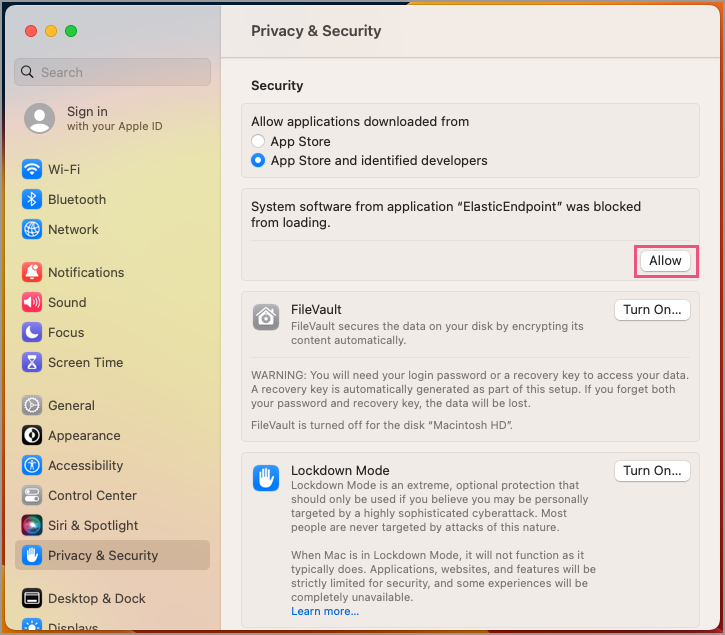 Privacy & Security
Search
Sign in
with your Apple ID
Wi-Fi
Bluetooth
Network
Notifications
Sound
Focus
Screen Time
General
Appearance
Accessibility
Control Center
Siri & Spotlight
Privacy & Security
Desktop & Dock
Displays
Security
Allow applications downloaded from
App Store
App Store and identified developers
System software from application “ElasticEndpoint” was blocked
from loading.
Allow
FileVault
Turn On...
FileVault secures the data on your disk by encrypting its
content automatically.
WARNING: You will need your login password or a recovery key to access your data.
A recovery key is automatically generated as part of this setup. If you forget both
your password and recovery key, the data will be lost.
FileVault is turned off for the disk “Macintosh HD”.
Lockdown Mode
Turn On...
Lockdown Mode is an extreme, optional protection that
should only be used if you believe you may be personally
targeted by a highly sophisticated cyberattack. Most
people are never targeted by attacks of this nature.
When Mac is in Lockdown Mode, it will not function as it
typically does. Applications, websites, and features will be
strictly limited for security, and some experiences will be
completely unavailable.
Learn more...